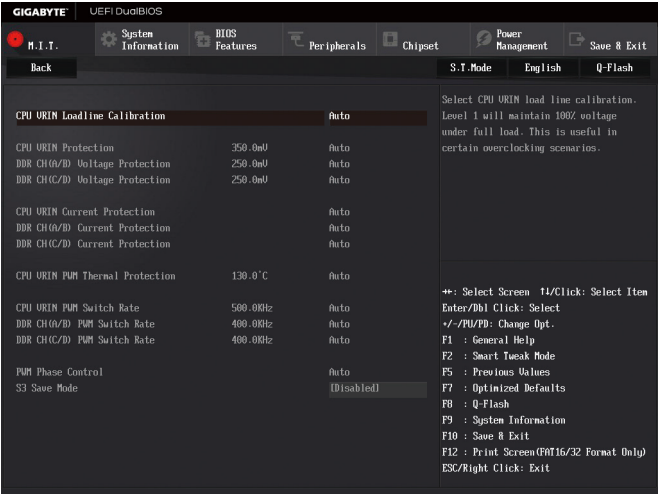 GIGABYTE™ UEFI DualBIOS
M.I.T. System Information BIOS Features Peripherals Chipset Power Management Save & Exit
Back S.T.Mode English Q-Flash
CPU VRIN Loadline Calibration Auto
CPU VRIN Protection 350.0mV Auto
DDR CH(A/B) Voltage Protection 250.0mV Auto
DDR CH(C/D) Voltage Protection 250.0mV Auto
CPU VRIN Current Protection Auto
DDR CH(A/B) Current Protection Auto
DDR CH(C/D) Current Protection Auto
CPU VRIN PWM Thermal Protection 130.0°C Auto
CPU VRIN PWM Switch Rate 500.0KHz Auto
DDR CH(A/B) PWM Switch Rate 400.0KHz Auto
DDR CH(C/D) PWM Switch Rate 400.0KHz Auto
PWM Phase Control Auto
S3 Save Mode [Disabled]
Select CPU VRIN load line calibration.
Level 1 will maintain 100% voltage
under full load. This is useful in
certain overclocking scenarios.
→←: Select Screen ↑↓/Click: Select Item
Enter/Dbl Click: Select
+/-/PU/PD: Change Opt.
F1 : General Help
F2 : Smart Tweak Mode
F5 : Previous Values
F7 : Optimized Defaults
F8 : Q-Flash
F9 : System Information
F10 : Save & Exit
F12 : Print Screen(FAT16/32 Format Only)
ESC/Right Click: Exit